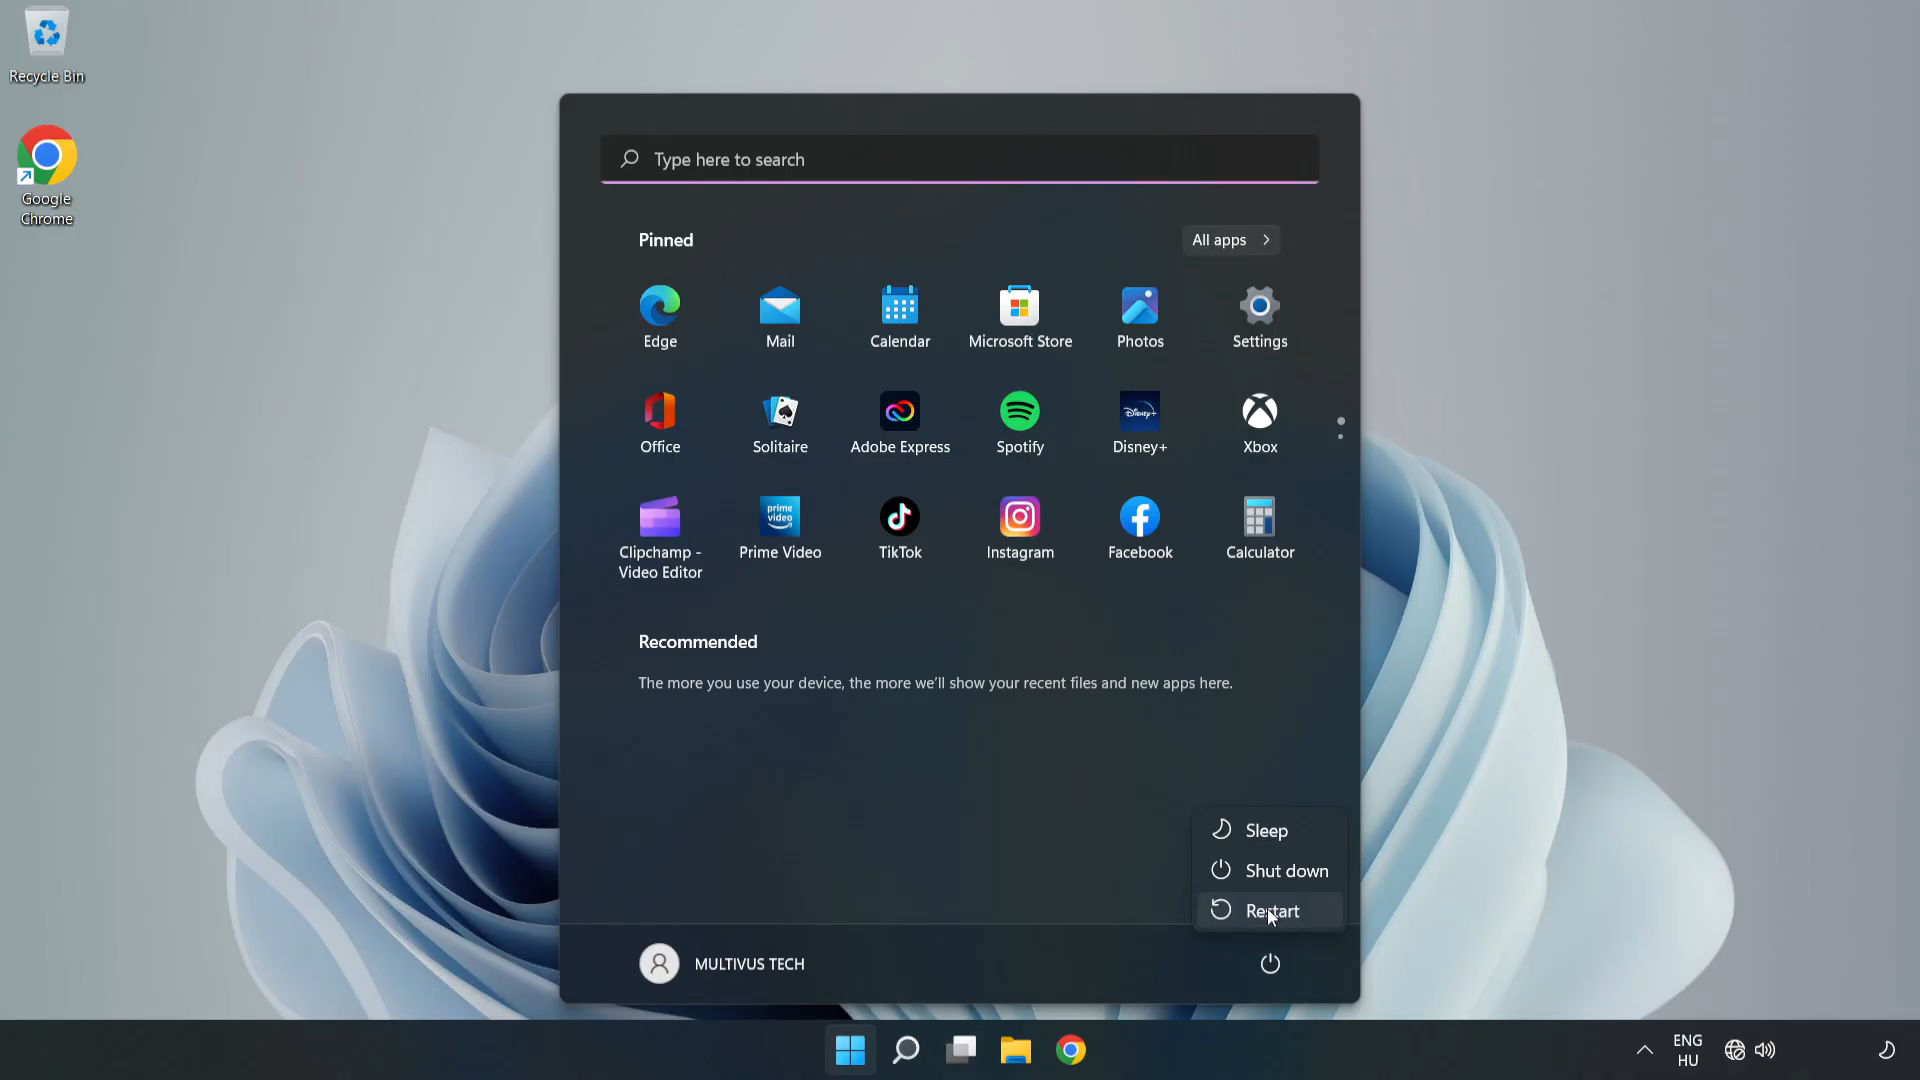 Recycle Bin
Google
Chrome
Type here to search
Pinned
All apps
Edge
Mail
Calendar
Microsoft Store
Photos
Settings
Office
Solitaire
Adobe Express
Spotify
Disney+
Disney+
Xbox
prime
video
Clipchamp -
Video Editor
Prime Video
TikTok
Instagram
Facebook
Calculator
Recommended
The more you use your device, the more we'll show your recent files and new apps here.
Sleep
Shut down
Restart
MULTIVUS TECH
ENG
HU